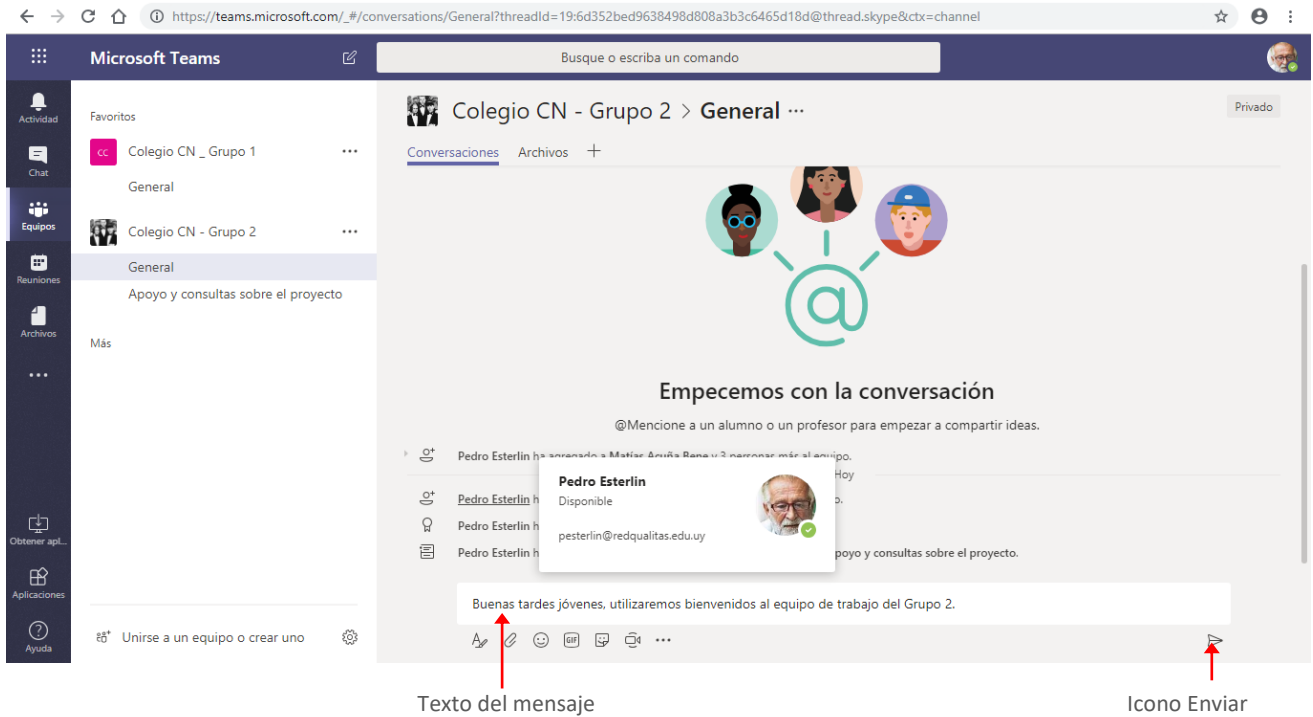 https://teams.microsoft.com/_#/conversations/General?threadId=19:6d352bed9638498d808a3b3c6465d18d@thread.skype&ctx=channel
Microsoft Teams
Busque o escriba un comando
Actividad
Chat
Equipos
Reuniones
Archivos
Obtener apl...
Aplicaciones
Ayuda
Favoritos
CC
Colegio CN _ Grupo 1
General
Colegio CN - Grupo 2
General
Apoyo y consultas sobre el proyecto
Más
Unirse a un equipo o crear uno
Colegio CN - Grupo 2 > General
Privado
Conversaciones Archivos
@
Empecemos con la conversación
@Mencione a un alumno o un profesor para empezar a compartir ideas.
Pedro Esterlin ha agregado a Matías Acuña Bene y 3 personas más al equipo.
Hoy
Pedro Esterlin h
Pedro Esterlin h
Pedro Esterlin h poyo y consultas sobre el proyecto.
Pedro Esterlin
Disponible
pesterlin@redqualitas.edu.uy
Buenas tardes jóvenes, utilizaremos bienvenidos al equipo de trabajo del Grupo 2.
GIF
Texto del mensaje
Icono Enviar